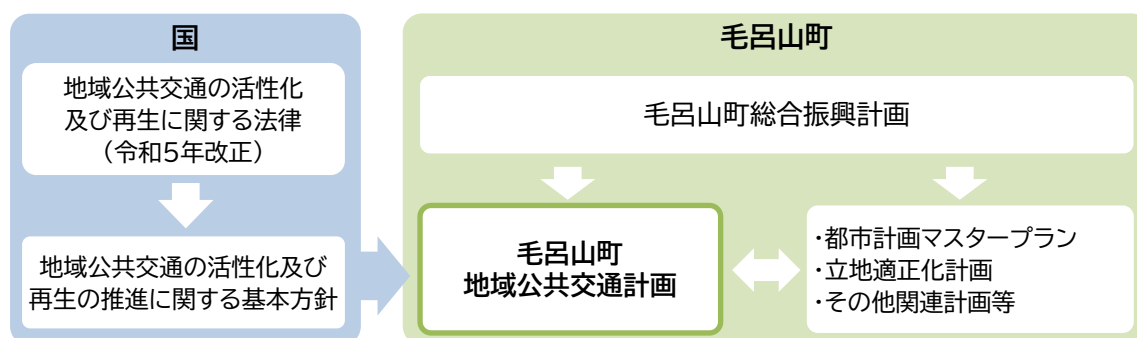 国
地域公共交通の活性化
及び再生に関する法律
（令和５年改正）
地域公共交通の活性化及び
再生の推進に関する基本方針
毛呂山町
毛呂山町総合振興計画
毛呂山町
地域公共交通計画
・都市計画マスタープラン
・立地適正化計画
・その他関連計画等